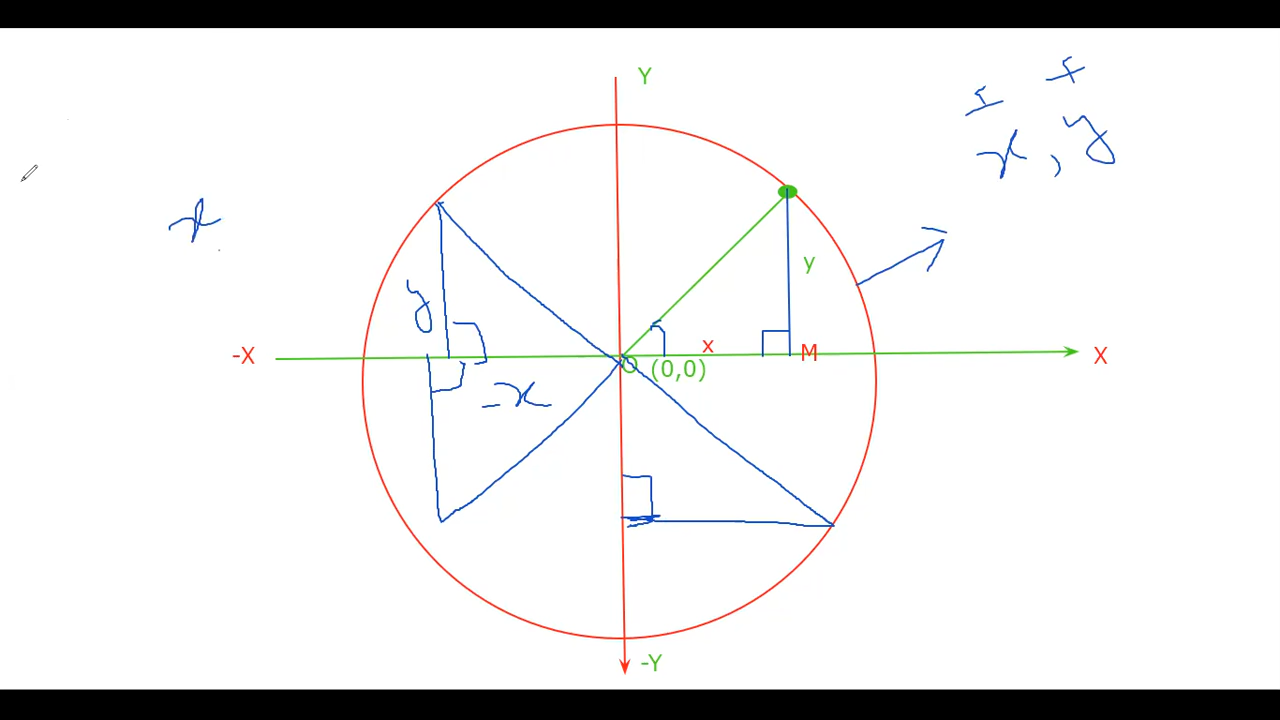 Y
+ +
x, y
x
y
y
-X
x
M
X
O (0,0)
-x
-Y